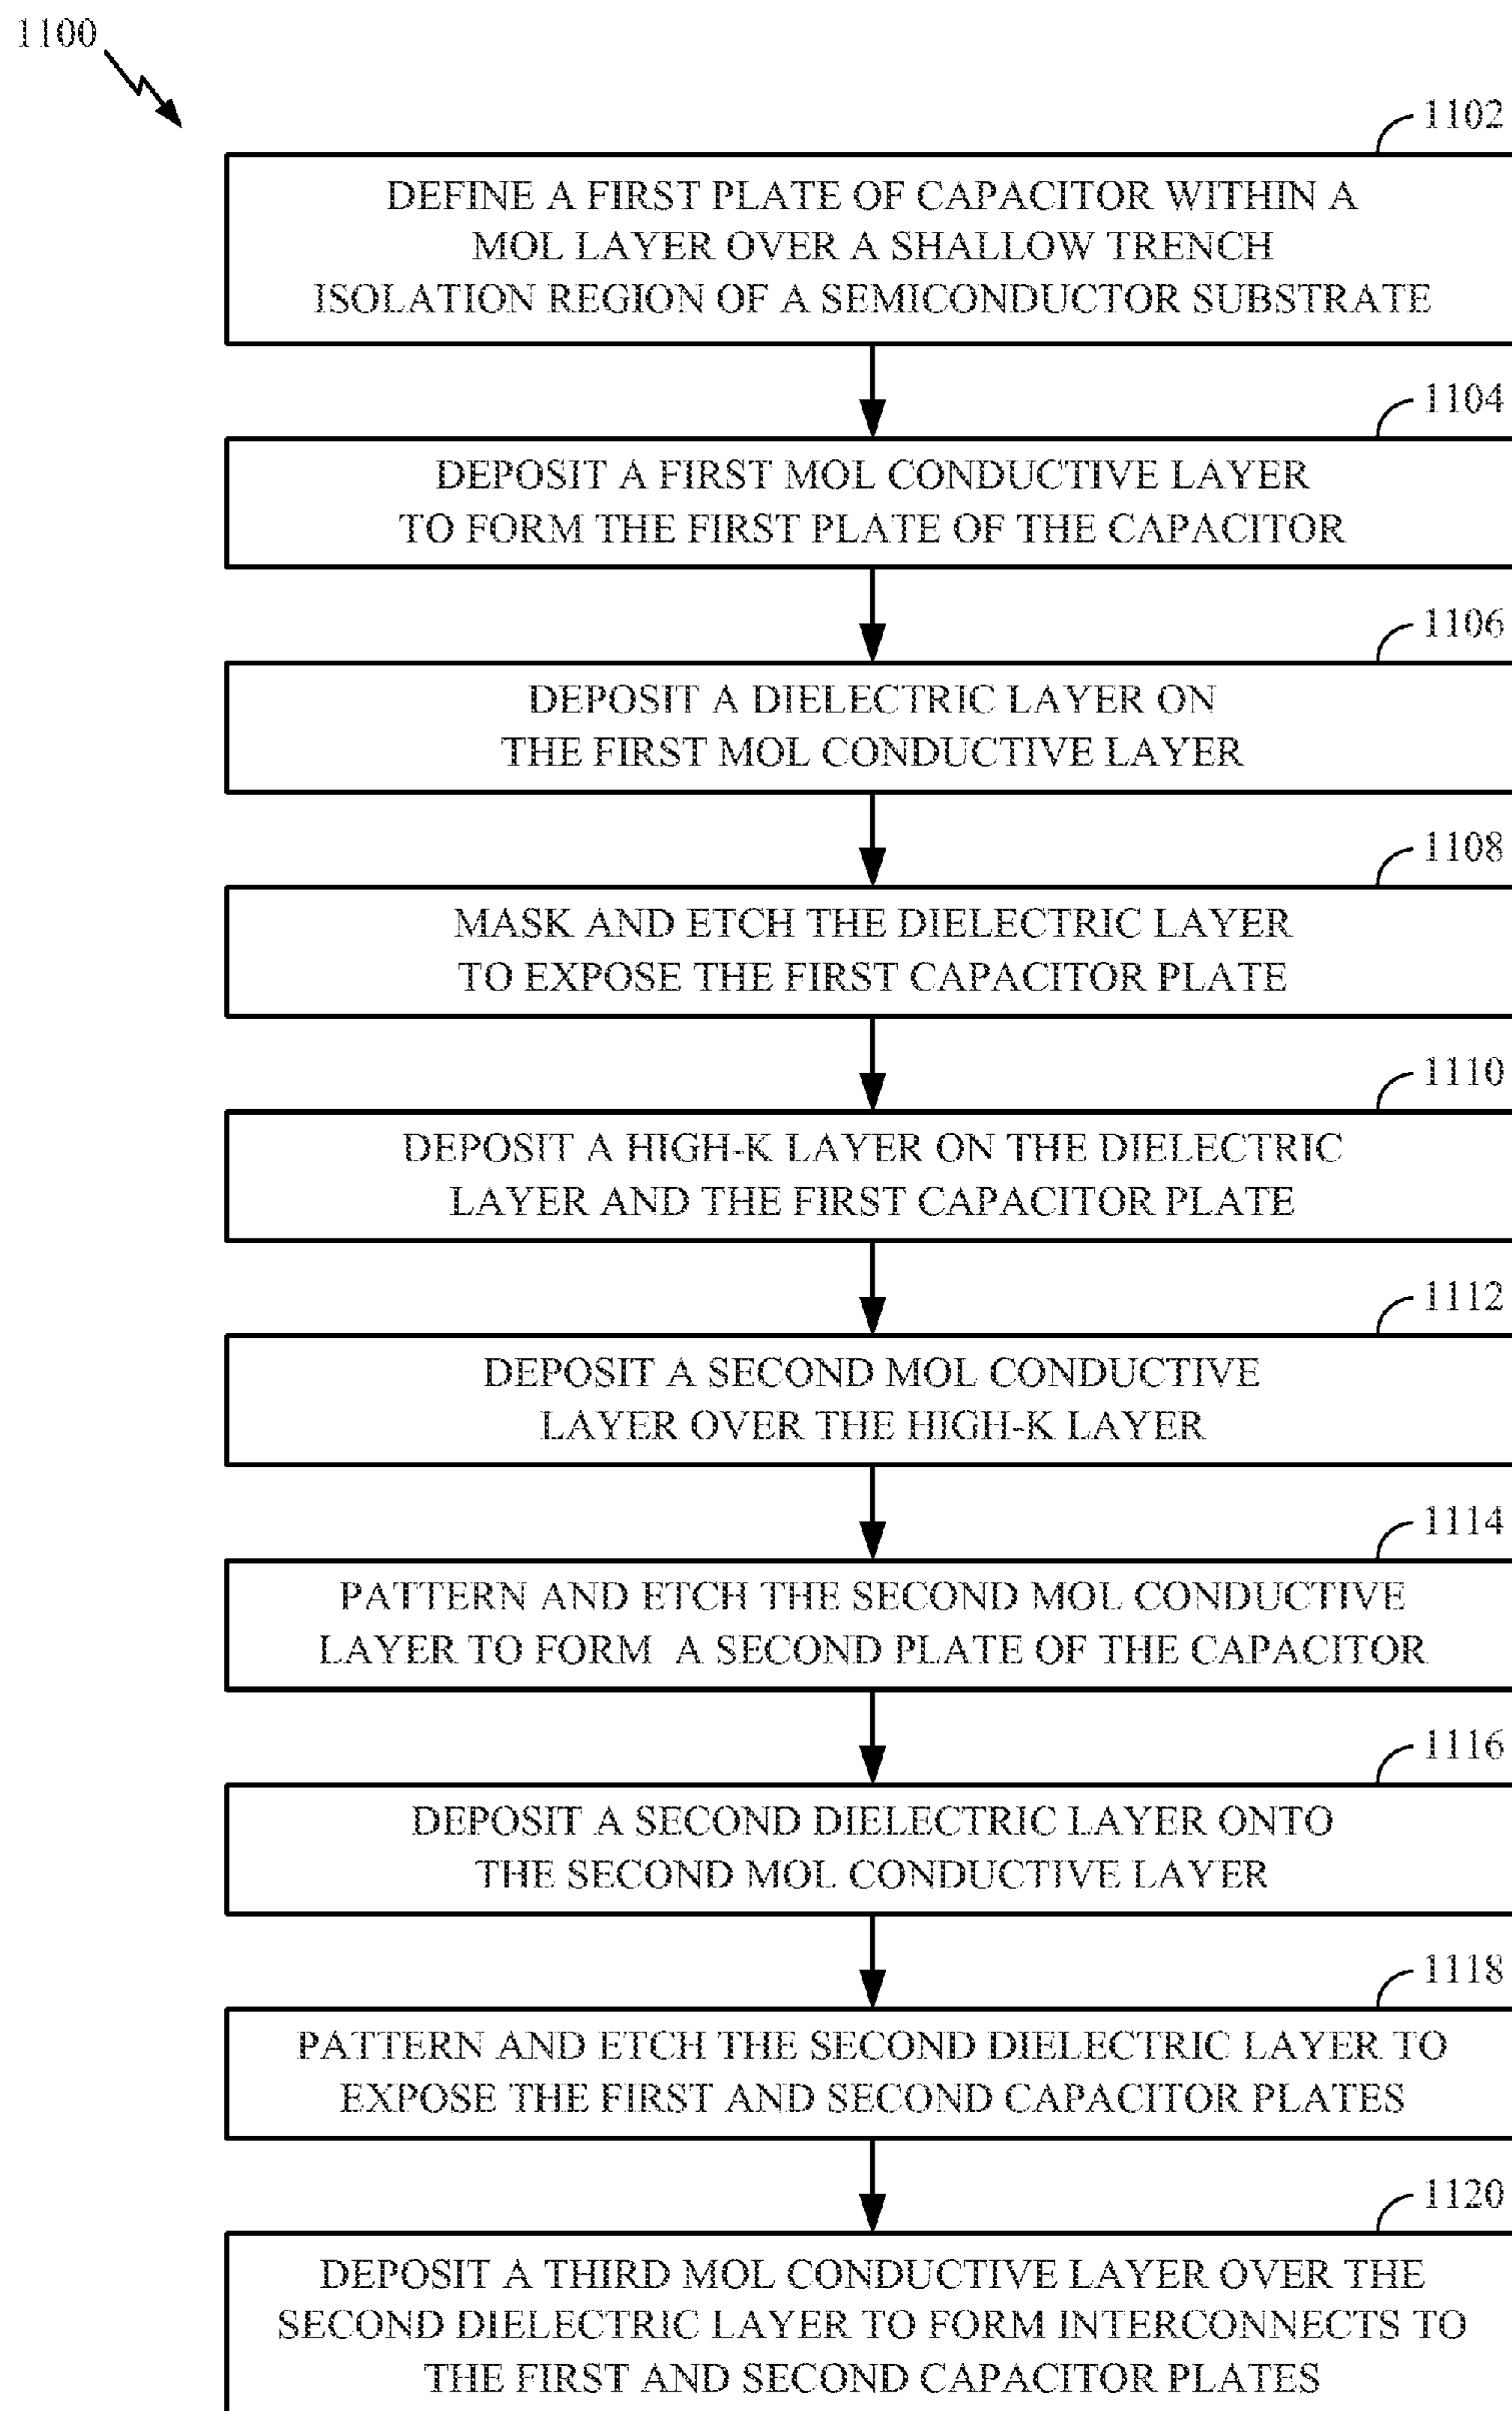 1100
1102
DEFINE A FIRST PLATE OF CAPACITOR WITHIN A
MOL LAYER OVER A SHALLOW TRENCH
ISOLATION REGION OF A SEMICONDUCTOR SUBSTRATE
1104
DEPOSIT A FIRST MOL CONDUCTIVE LAYER
TO FORM THE FIRST PLATE OF THE CAPACITOR
1106
DEPOSIT A DIELECTRIC LAYER ON
THE FIRST MOL CONDUCTIVE LAYER
1108
MASK AND ETCH THE DIELECTRIC LAYER
TO EXPOSE THE FIRST CAPACITOR PLATE
1110
DEPOSIT A HIGH-K LAYER ON THE DIELECTRIC
LAYER AND THE FIRST CAPACITOR PLATE
1112
DEPOSIT A SECOND MOL CONDUCTIVE
LAYER OVER THE HIGH-K LAYER
1114
PATTERN AND ETCH THE SECOND MOL CONDUCTIVE
LAYER TO FORM A SECOND PLATE OF THE CAPACITOR
1116
DEPOSIT A SECOND DIELECTRIC LAYER ONTO
THE SECOND MOL CONDUCTIVE LAYER
1118
PATTERN AND ETCH THE SECOND DIELECTRIC LAYER TO
EXPOSE THE FIRST AND SECOND CAPACITOR PLATES
1120
DEPOSIT A THIRD MOL CONDUCTIVE LAYER OVER THE
SECOND DIELECTRIC LAYER TO FORM INTERCONNECTS TO
THE FIRST AND SECOND CAPACITOR PLATES